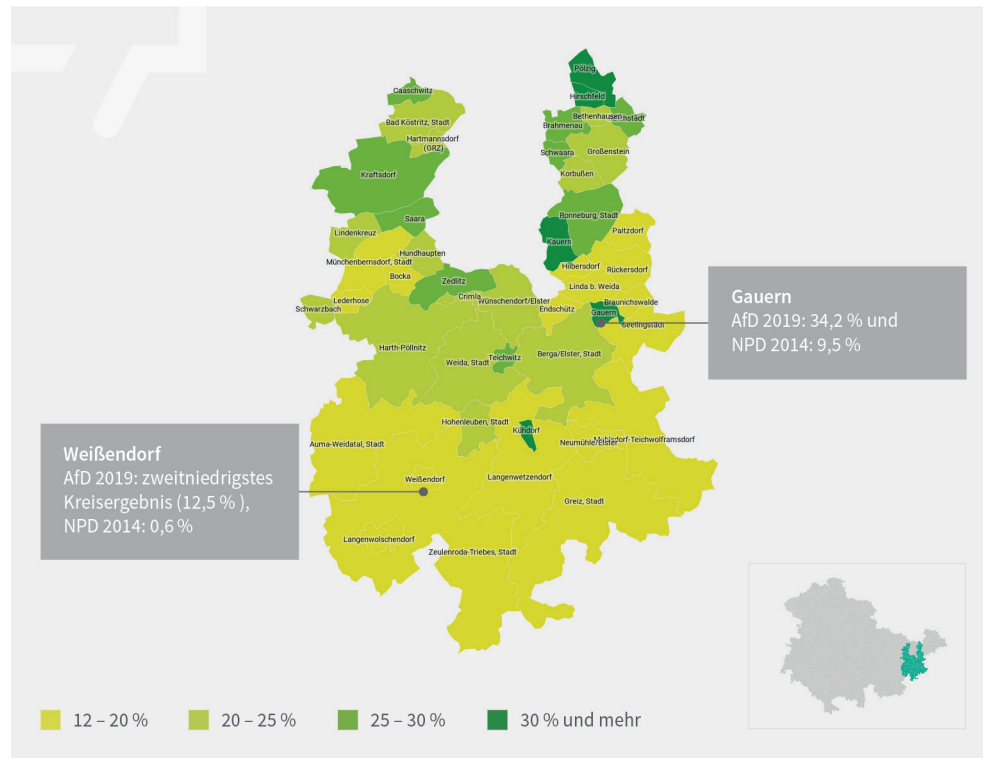 Pölzig
Caaschwitz
Hirschfeld
Bethenhausen
Bad Köstritz, Stadt
Brahmenau
Hartmannsdorf
(GRZ)
Schwaara
Großenstein
Kraftsdorf
Korbußen
Saara
Ronneburg, Stadt
Lindenkreuz
Paitzdorf
Kauern
Hundhaupten
Münchenbernsdorf, Stadt
Hilbersdorf
Rückersdorf
Bocka
Zedlitz
Linda b. Weida
Crimla
Lederhose
Wünschendorf/Elster
Braunichswalde
Schwarzbach
Endschütz
Gauern
Seelingstädt
Harth-Pöllnitz
Teichwitz
Berga/Elster, Stadt
Weida, Stadt
Hohenleuben, Stadt
Kühdorf
Auma-Weidatal, Stadt
Neumühle/Elster
Mohlsdorf-Teichwolframsdorf
Weißendorf
Langenwetzendorf
Greiz, Stadt
Langenwolschendorf
Zeulenroda-Triebes, Stadt
Gauern
AfD 2019: 34,2 % und
NPD 2014: 9,5 %
Weißendorf
AfD 2019: zweitniedrigstes
Kreisergebnis (12,5 % ),
NPD 2014: 0,6 %
12 – 20 %
20 – 25 %
25 – 30 %
30 % und mehr